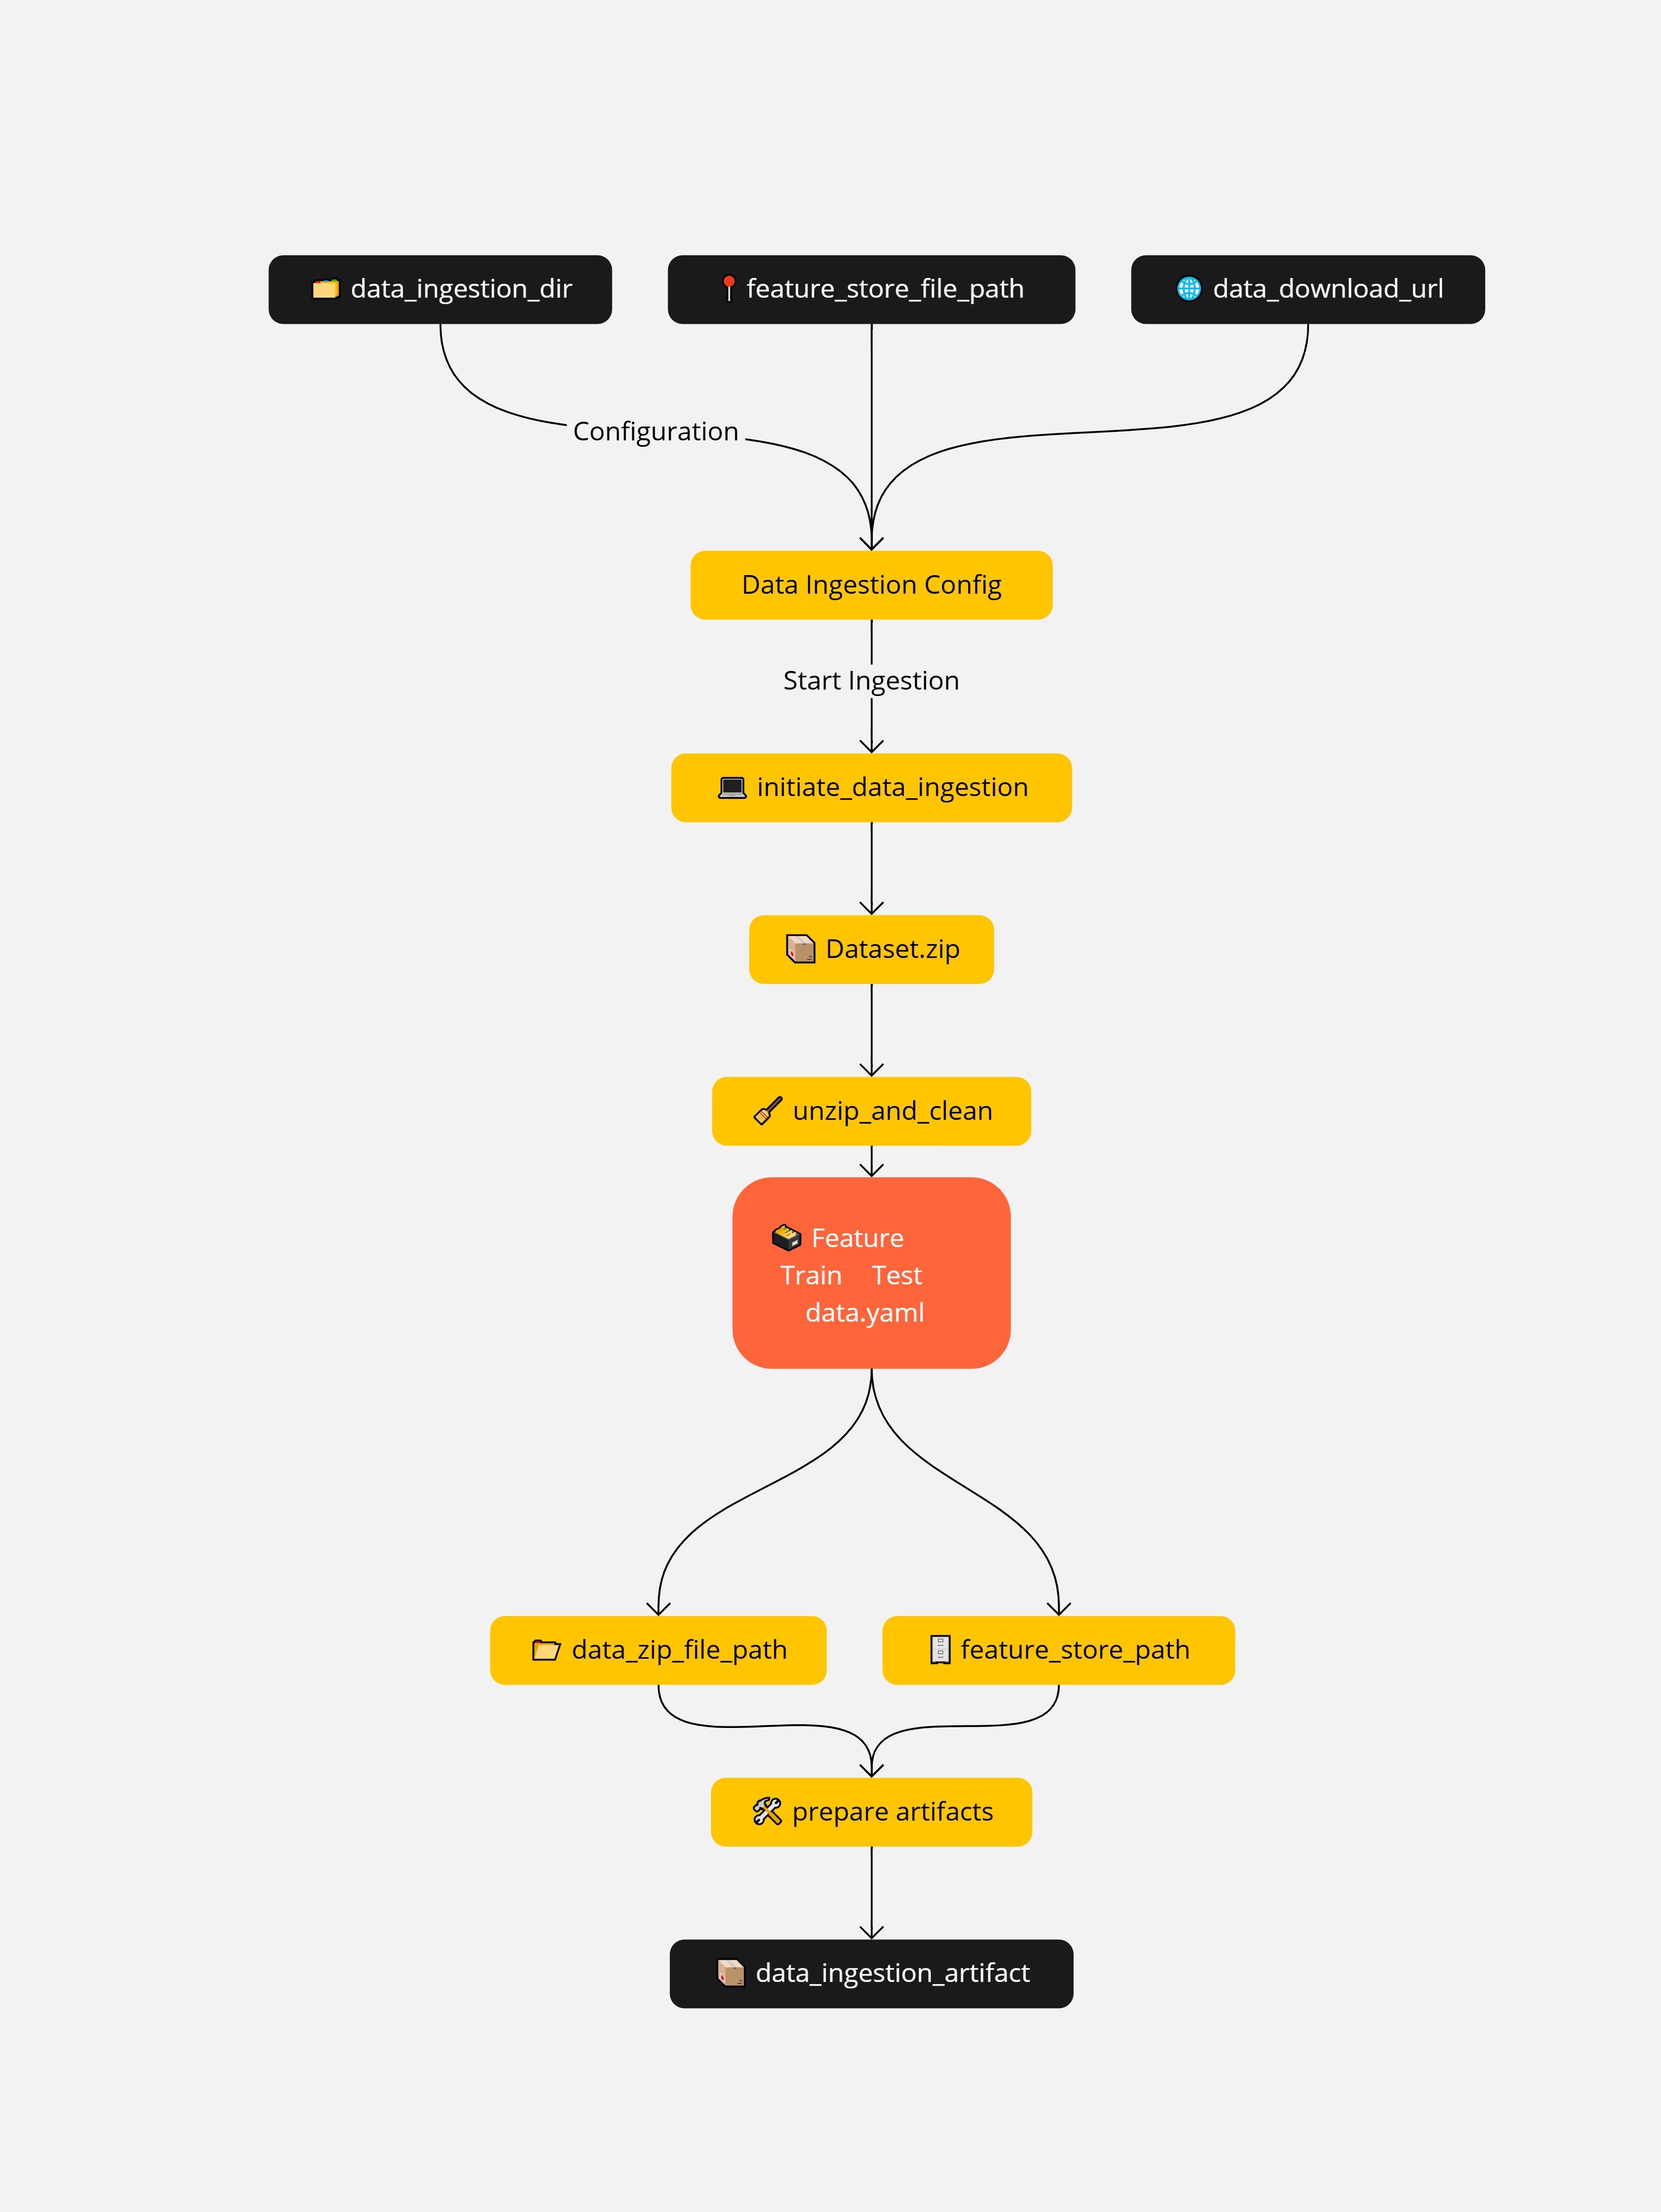 data_ingestion_dir
feature_store_file_path
data_download_url
Configuration
Data Ingestion Config
Start Ingestion
initiate_data_ingestion
Dataset.zip
unzip_and_clean
Feature
Train Test
data.yaml
data_zip_file_path
feature_store_path
prepare artifacts
data_ingestion_artifact